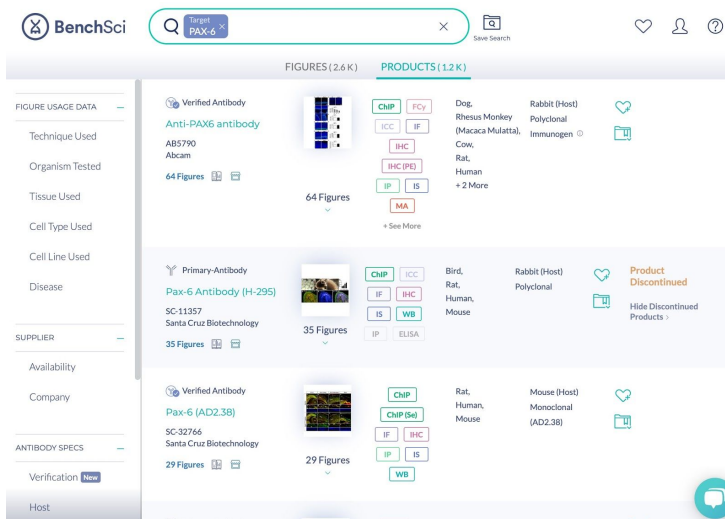 BenchSci
Target
PAX-6 ×
×
Save Search
FIGURES ( 2.6 K )
PRODUCTS ( 1.2 K )
FIGURE USAGE DATA –
Technique Used
Organism Tested
Tissue Used
Cell Type Used
Cell Line Used
Disease
SUPPLIER –
Availability
Company
ANTIBODY SPECS –
Verification New
Host
Verified Antibody
Anti-PAX6 antibody
AB5790
Abcam
64 Figures
64 Figures
ChIP FCy
ICC IF
IHC
IHC (PE)
IP IS
MA
+ See More
Dog,
Rhesus Monkey
(Macaca Mulatta),
Cow,
Rat,
Human
+ 2 More
Rabbit (Host)
Polyclonal
Immunogen
Primary-Antibody
Pax-6 Antibody (H-295)
SC-11357
Santa Cruz Biotechnology
35 Figures
35 Figures
ChIP ICC
IF IHC
IS WB
IP ELISA
Bird,
Rat,
Human,
Mouse
Rabbit (Host)
Polyclonal
Product
Discontinued
Hide Discontinued
Products >
Verified Antibody
Pax-6 (AD2.38)
SC-32766
Santa Cruz Biotechnology
29 Figures
29 Figures
ChIP
ChIP (Se)
IF IHC
IP IS
WB
Rat,
Human,
Mouse
Mouse (Host)
Monoclonal
(AD2.38)